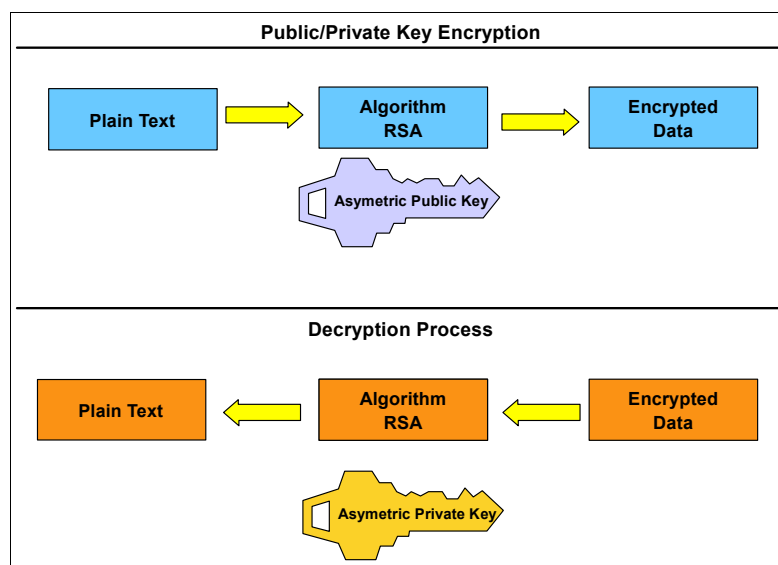 Public/Private Key Encryption
Plain Text
Algorithm
RSA
Encrypted
Data
Asymetric Public Key
Decryption Process
Plain Text
Algorithm
RSA
Encrypted
Data
Asymetric Private Key